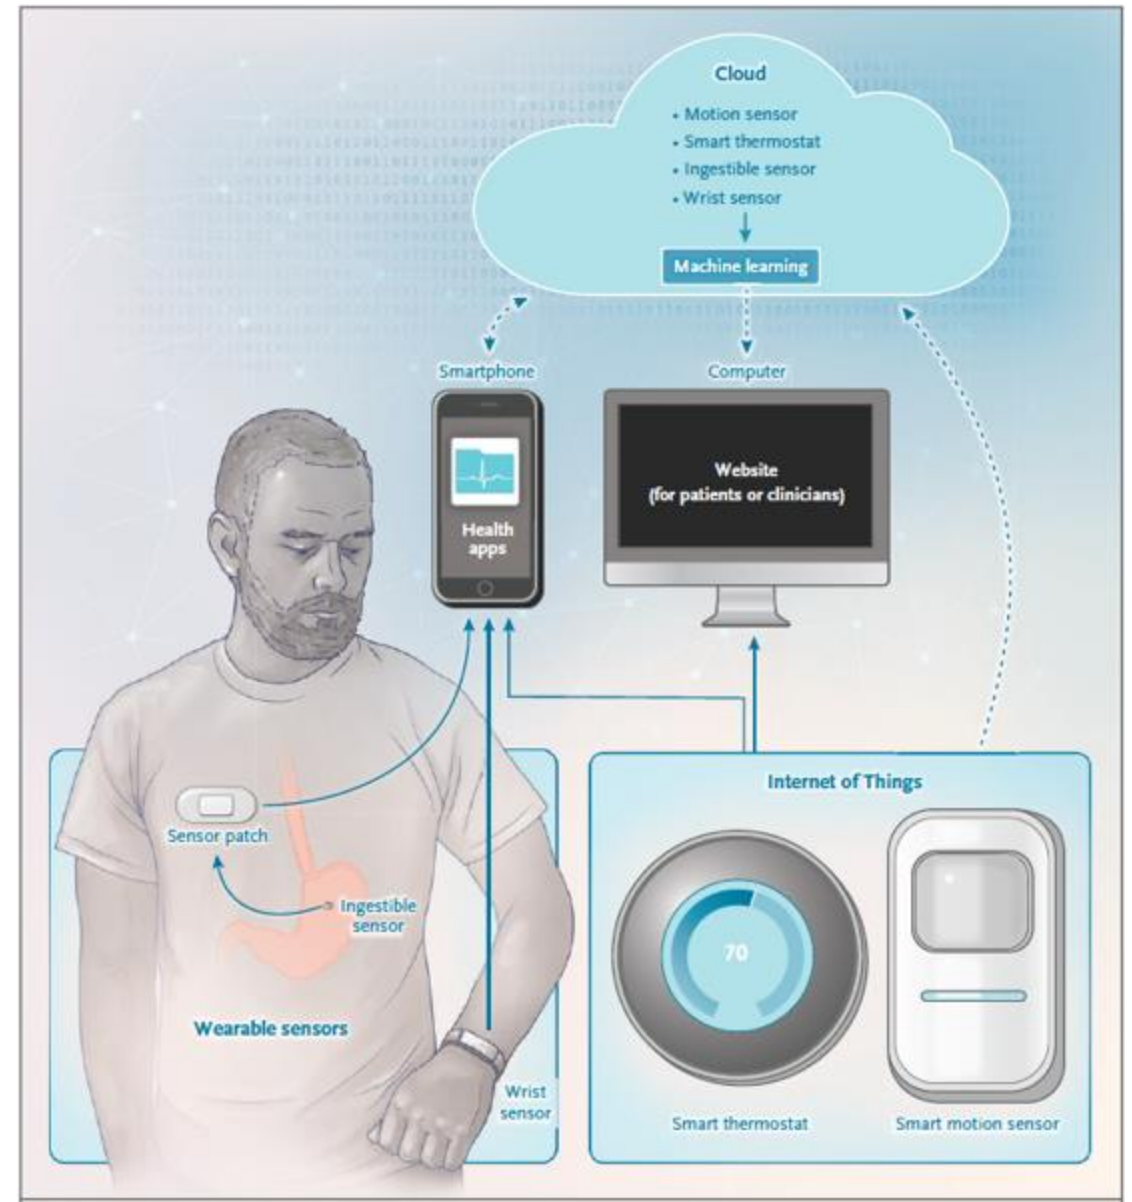 Cloud
• Motion sensor
• Smart thermostat
• Ingestible sensor
• Wrist sensor
Machine learning
Smartphone
Computer
Health
apps
Website
(for patients or clinicians)
Sensor patch
Ingestible
sensor
Wearable sensors
Wrist
sensor
Internet of Things
70
Smart thermostat
Smart motion sensor